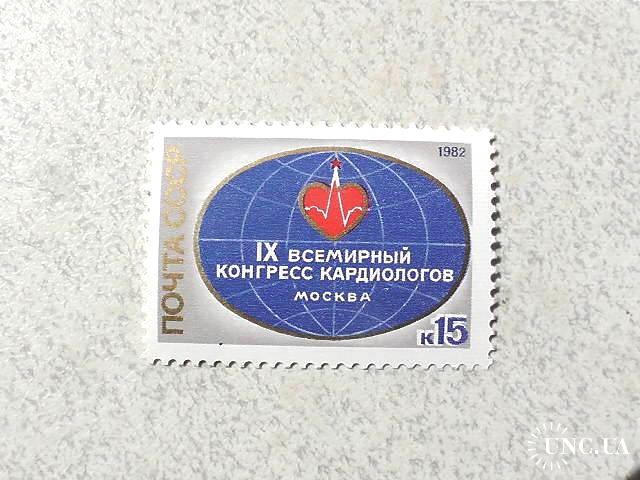 ПОЧТА СССР
1982
IX ВСЕМИРНЫЙ
КОНГРЕСС КАРДИОЛОГОВ
МОСКВА
к15
UNC.UA